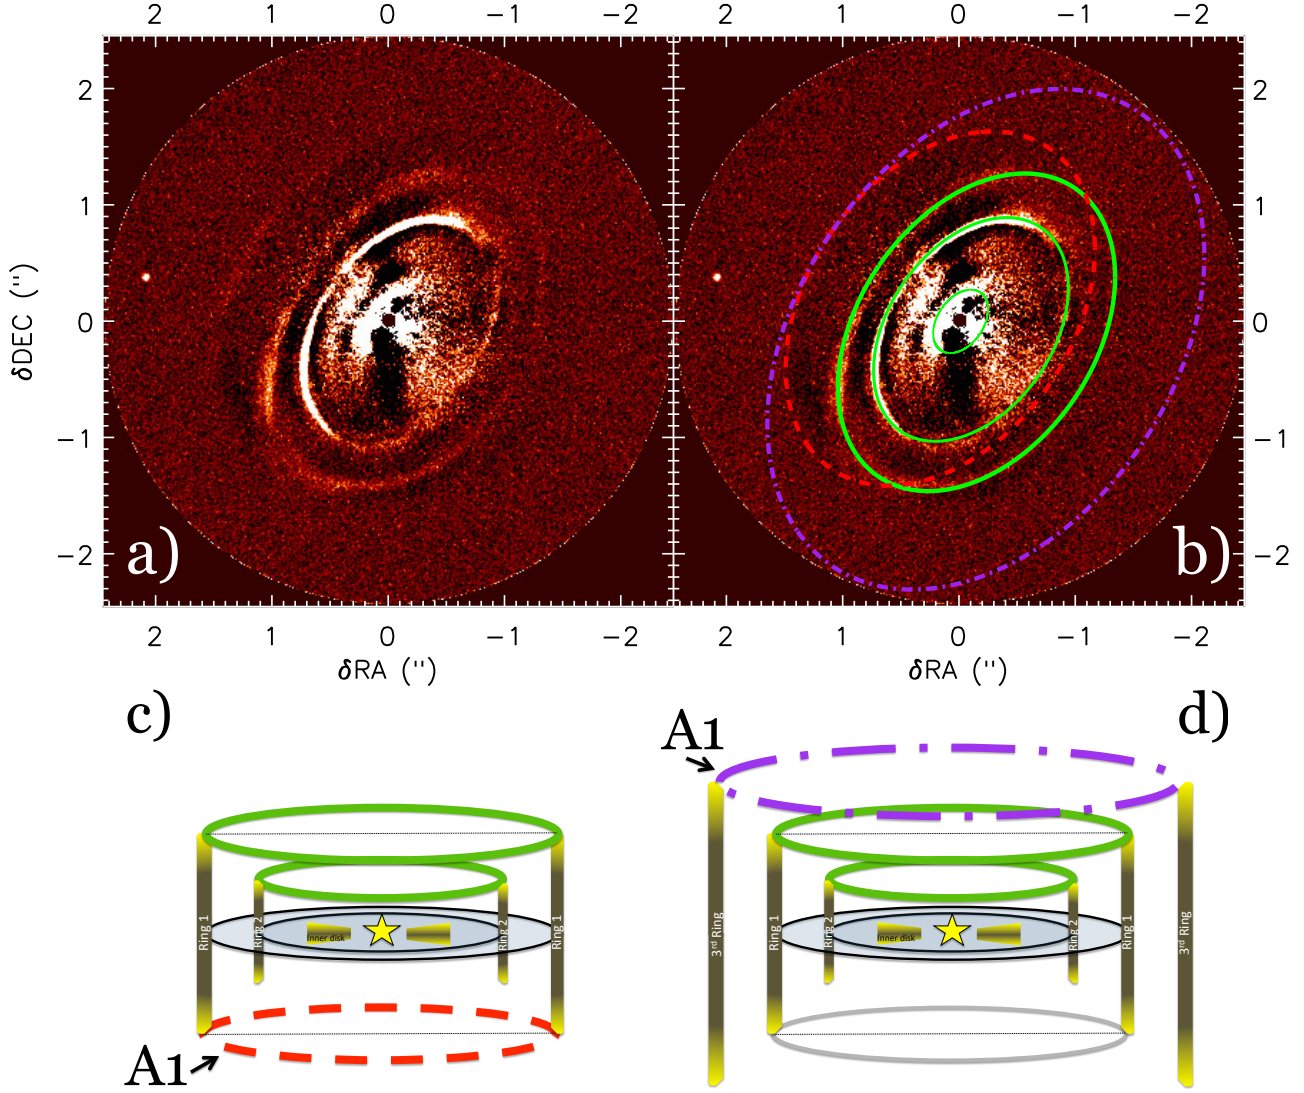 2 1 0 −1 −2 2 1 0 −1 −2
2 2
1 1
δDEC ('') 0 0
−1 −1
−2 a) b) −2
2 1 0 −1 −2 2 1 0 −1 −2
δRA ('') δRA ('')
c) d)
A1
Ring 1 Ring 2 Inner disk Ring 2 Ring 1
3rd Ring Ring 1 Ring 2 Inner disk Ring 2 Ring 1 3rd Ring
A1